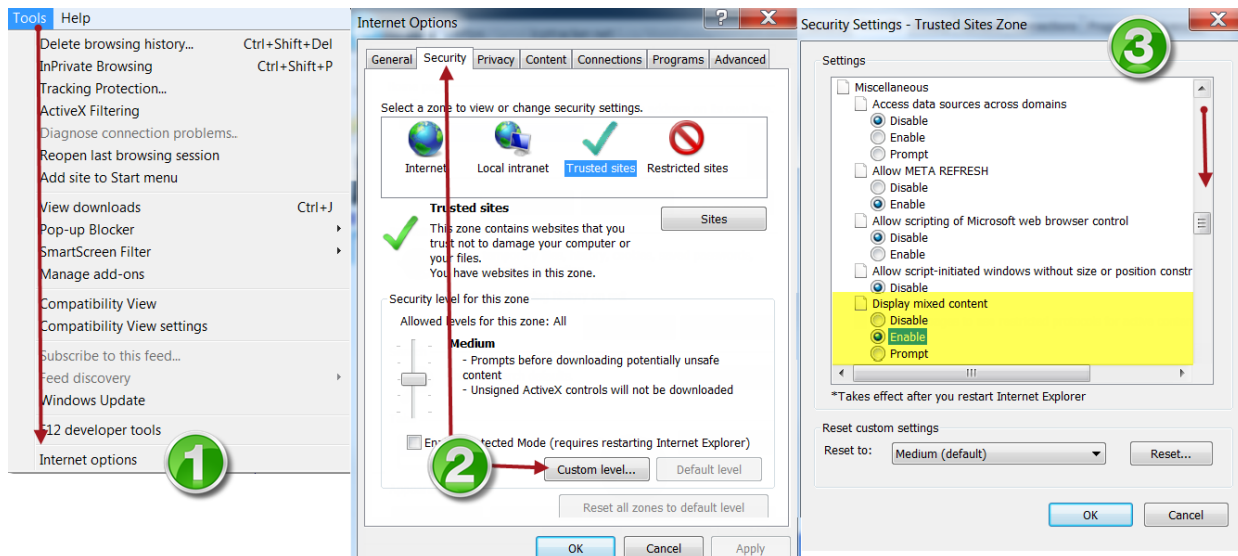 Tools Help
Delete browsing history... Ctrl+Shift+Del
InPrivate Browsing Ctrl+Shift+P
Tracking Protection...
ActiveX Filtering
Diagnose connection problems..
Reopen last browsing session
Add site to Start menu
View downloads Ctrl+J
Pop-up Blocker
SmartScreen Filter
Manage add-ons
Compatibility View
Compatibility View settings
Subscribe to this feed...
Feed discovery
Windows Update
F12 developer tools
Internet options
1
Internet Options
General Security Privacy Content Connections Programs Advanced
Select a zone to view or change security settings.
Internet Local intranet Trusted sites Restricted sites
Trusted sites
Sites
This zone contains websites that you
trust not to damage your computer or
your files.
You have websites in this zone.
Security level for this zone
Allowed levels for this zone: All
Medium
- Prompts before downloading potentially unsafe
content
- Unsigned ActiveX controls will not be downloaded
Protected Mode (requires restarting Internet Explorer)
2
Custom level... Default level
Reset all zones to default level
OK Cancel Apply
Security Settings - Trusted Sites Zone
3
Settings
Miscellaneous
Access data sources across domains
Disable
Enable
Prompt
Allow META REFRESH
Disable
Enable
Allow scripting of Microsoft web browser control
Disable
Enable
Allow script-initiated windows without size or position constr
Disable
Display mixed content
Disable
Enable
Prompt
*Takes effect after you restart Internet Explorer
Reset custom settings
Reset to: Medium (default) Reset...
OK Cancel